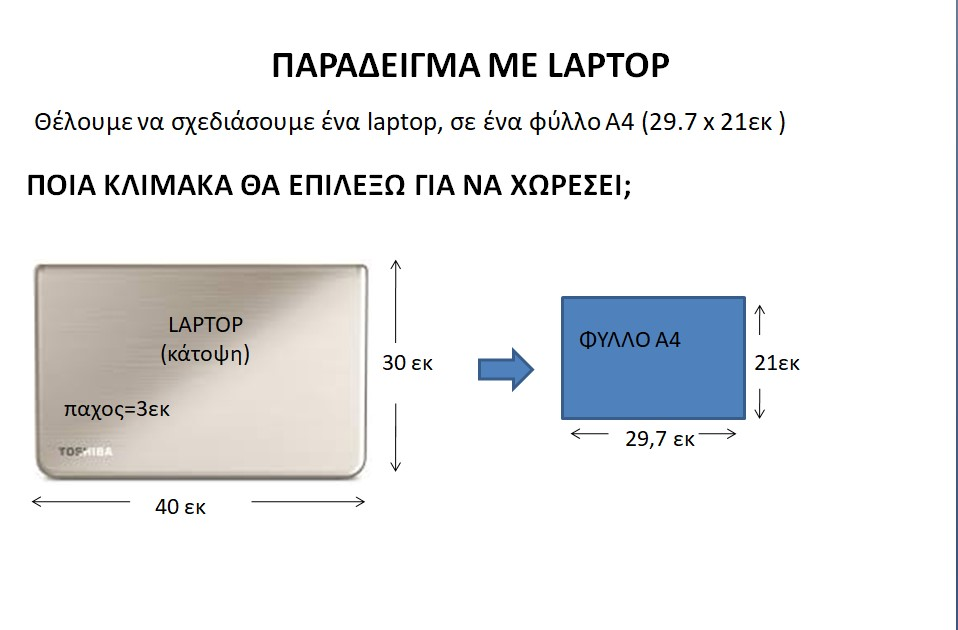 ΠΑΡΑΔΕΙΓΜΑ ΜΕ LAPTOP
Θέλουμε να σχεδιάσουμε ένα laptop, σε ένα φύλλο Α4 (29.7 x 21εκ )
ΠΟΙΑ ΚΛΙΜΑΚΑ ΘΑ ΕΠΙΛΕΞΩ ΓΙΑ ΝΑ ΧΩΡΕΣΕΙ;
LAPTOP
(κάτοψη)
παχος=3εκ
TOSHIBA
30 εκ
40 εκ
ΦΥΛΛΟ Α4
21εκ
29,7 εκ